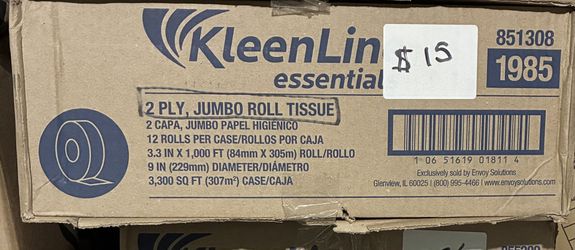 KleenLin
essential
$15
851308
1985
2 PLY, JUMBO ROLL TISSUE
2 CAPA, JUMBO PAPEL HIGIÉNICO
12 ROLLS PER CASE/ROLLOS POR CAJA
3.3 IN X 1,000 FT (84mm X 305m) ROLL/ROLLO
9 IN (229mm) DIAMETER/DIÁMETRO
3,300 SQ FT (307m²) CASE/CAJA
1 06 51619 01811 4
Exclusively sold by Envoy Solutions
Glenview, IL 60025 | (800) 995-4466 | www.envoysolutions.com